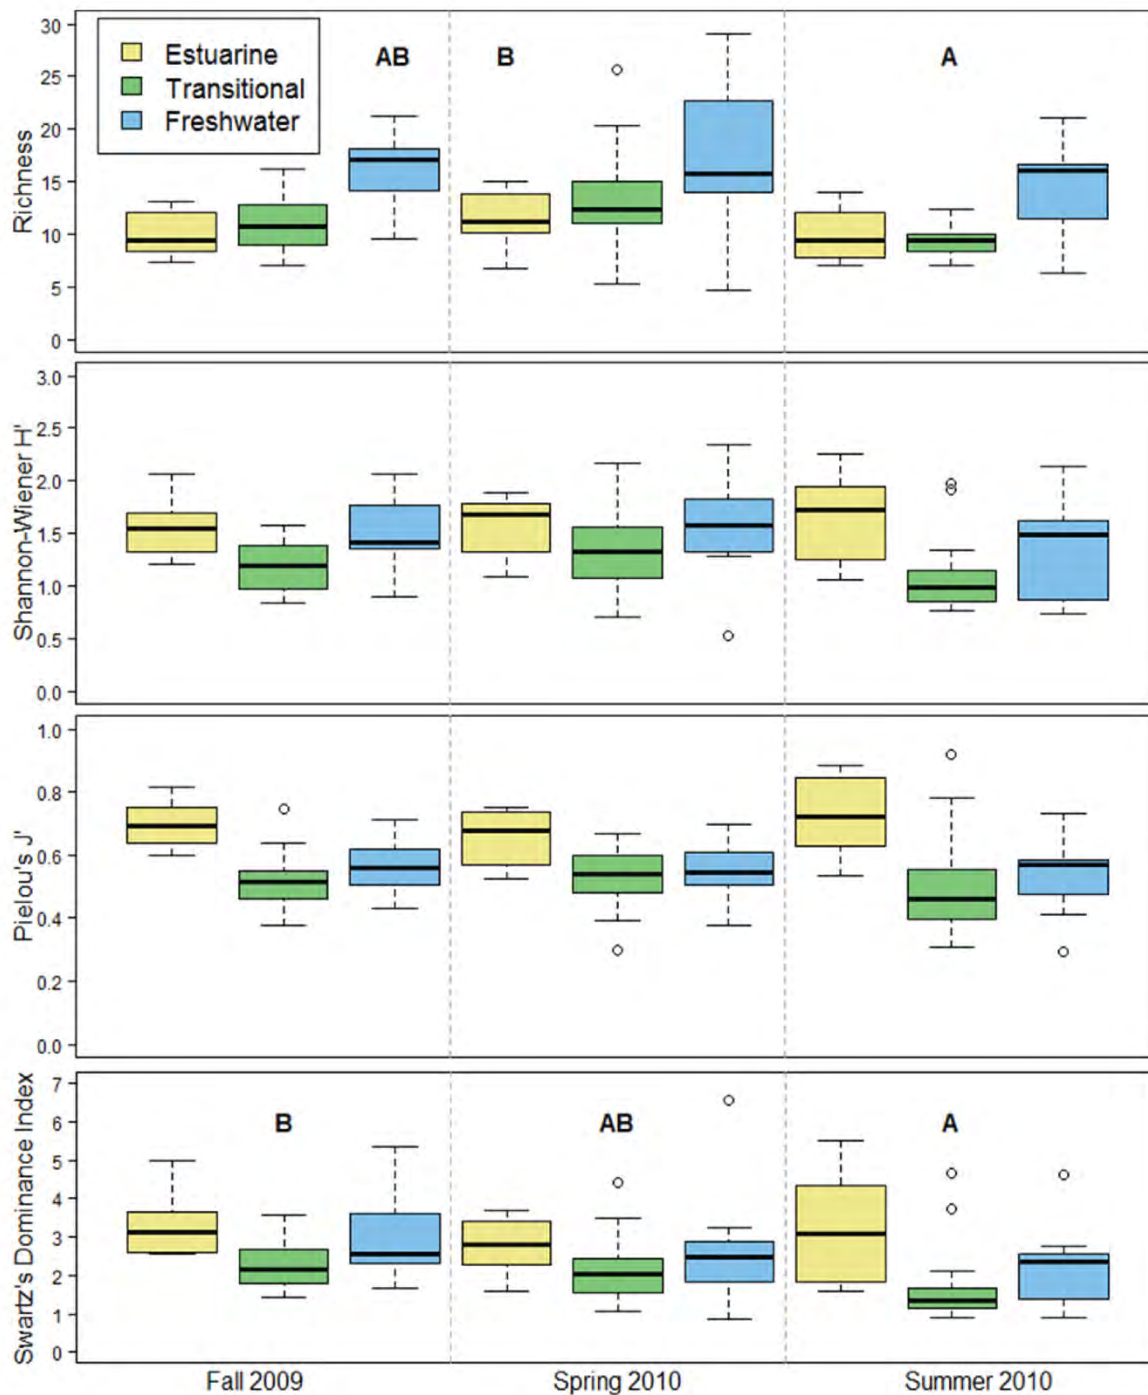 Richness
30
25
20
15
10
5
0
Estuarine
Transitional
Freshwater
AB
B
A
Shannon-Wiener H'
3.0
2.5
2.0
1.5
1.0
0.5
0.0
Pielou's J'
1.0
0.8
0.6
0.4
0.2
0.0
Swartz's Dominance Index
7
6
5
4
3
2
1
0
B
AB
A
Fall 2009
Spring 2010
Summer 2010